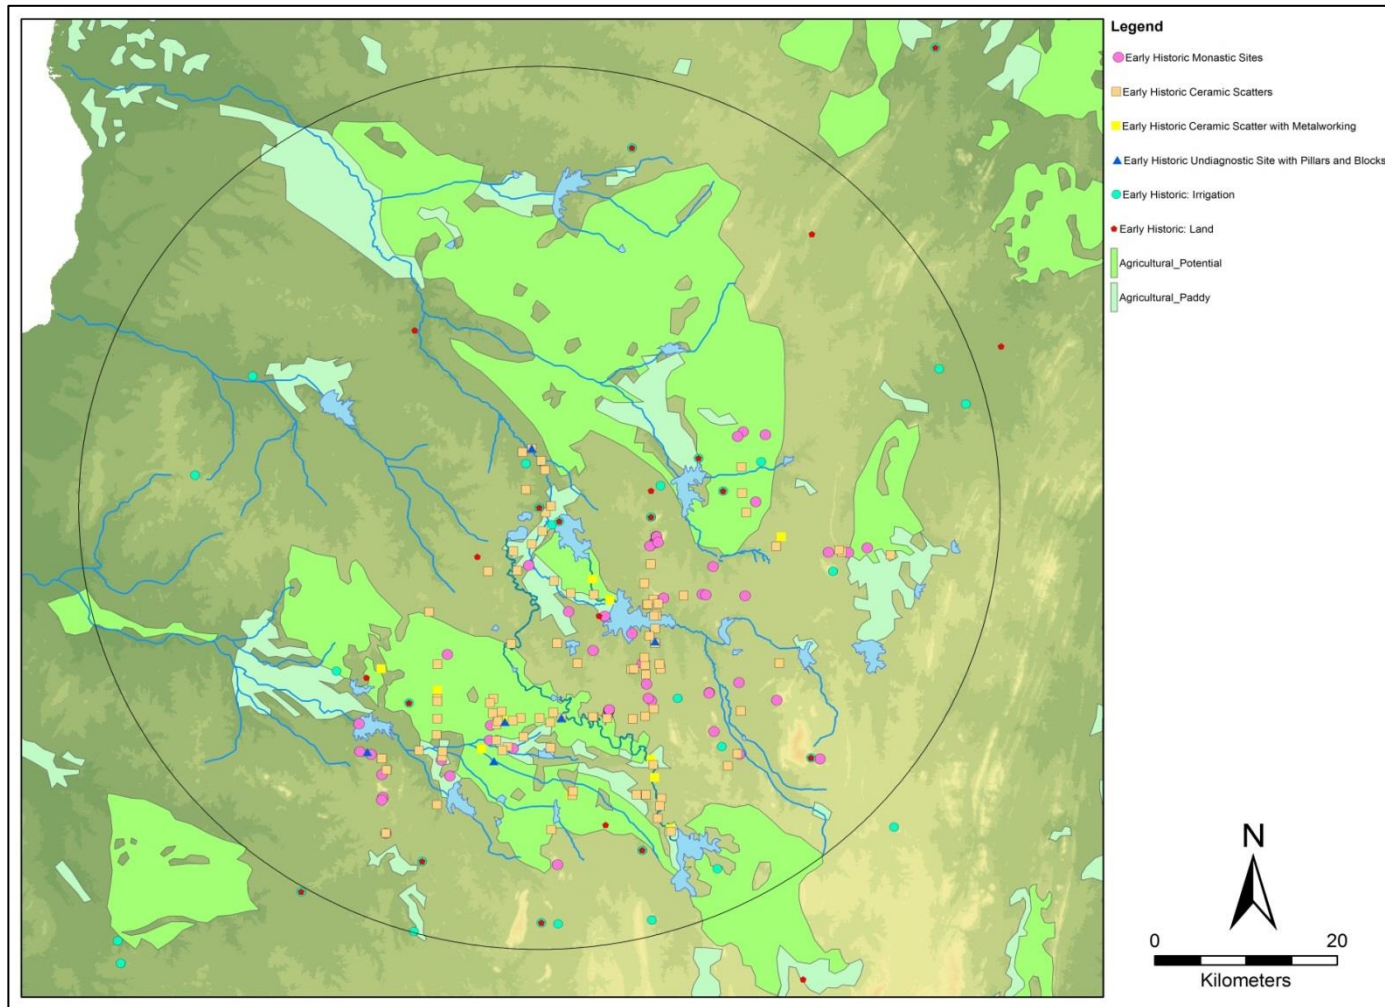 Legend
Early Historic Monastic Sites
Early Historic Ceramic Scatters
Early Historic Ceramic Scatter with Metalworking
Early Historic Undiagnostic Site with Pillars and Blocks
Early Historic: Irrigation
Early Historic: Land
Agricultural_Potential
Agricultural_Paddy
N
0 20
Kilometers